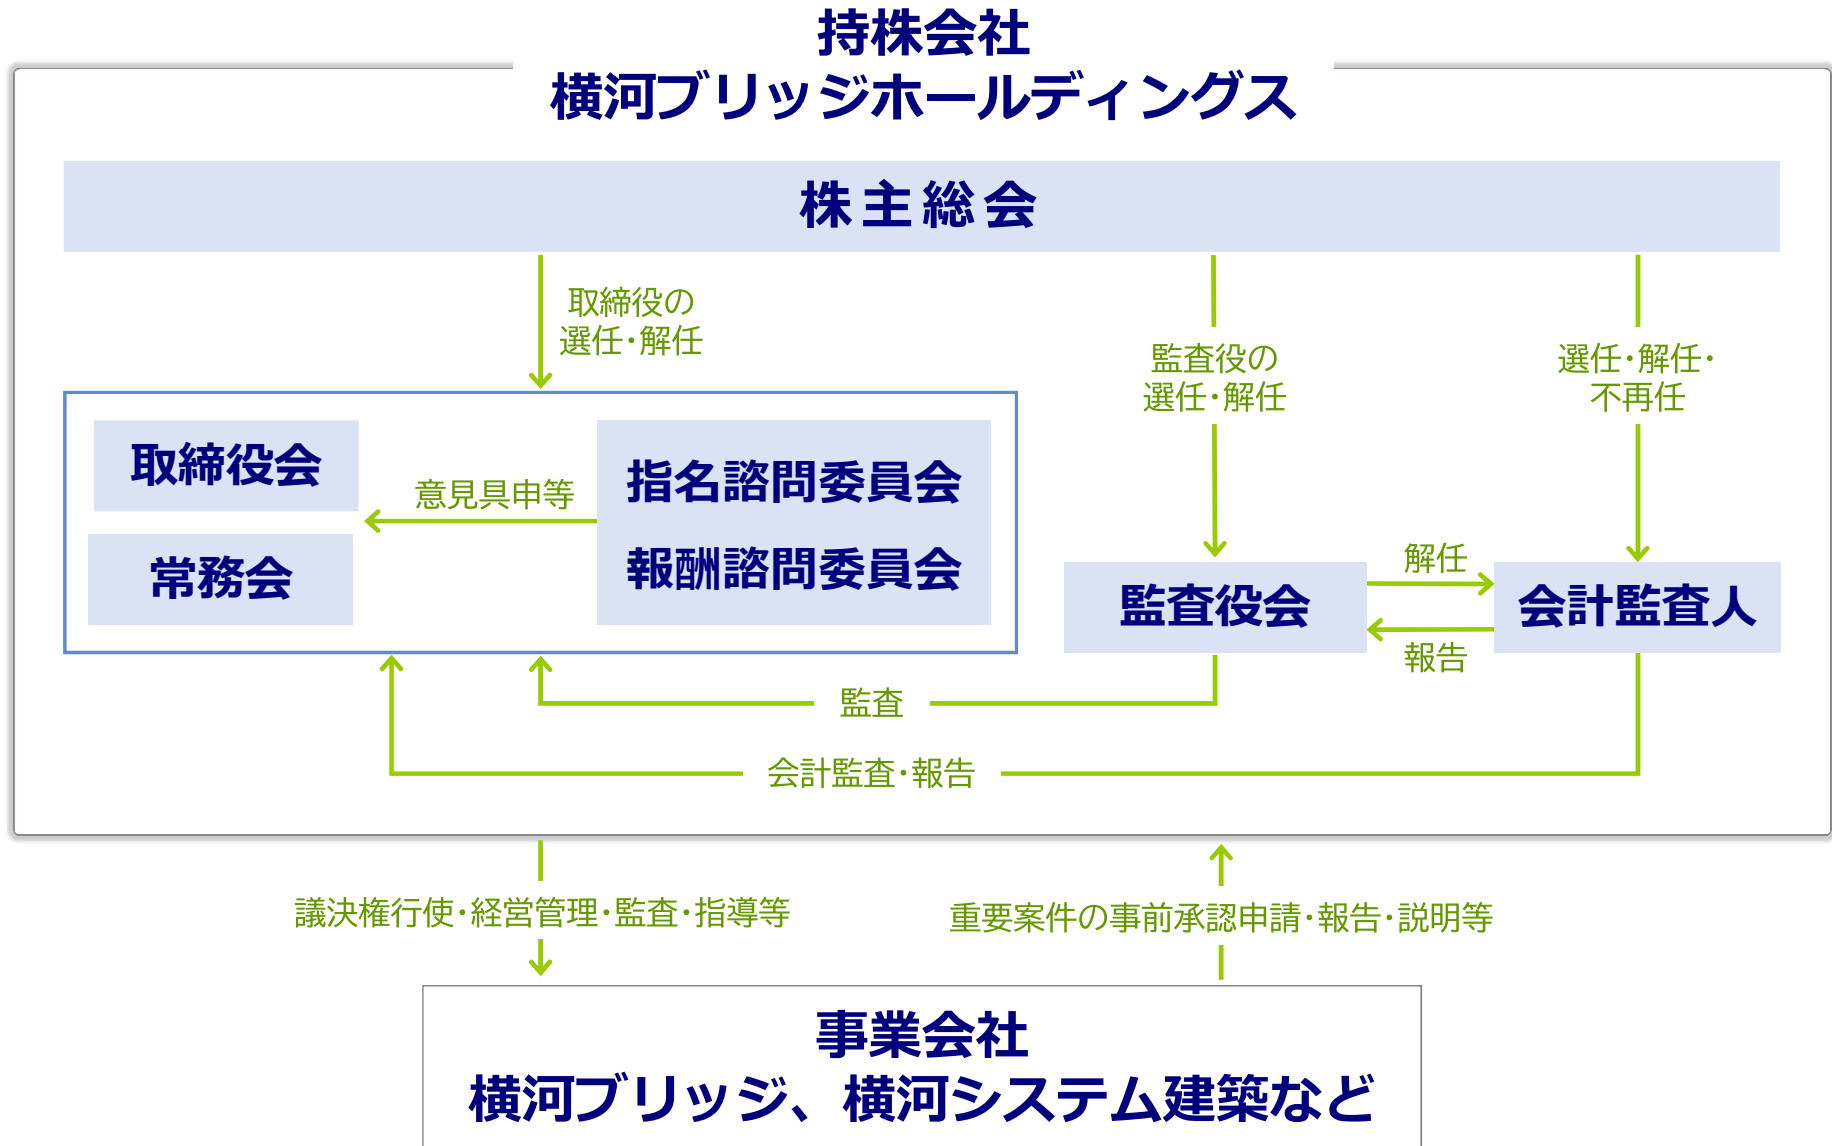 持株会社
横河ブリッジホールディングス
株主総会
取締役の
選任・解任
監査役の
選任・解任
選任・解任・
不再任
取締役会
常務会
意見具申等
指名諮問委員会
報酬諮問委員会
監査役会
解任
報告
会計監査人
監査
会計監査・報告
議決権行使・経営管理・監査・指導等
重要案件の事前承認申請・報告・説明等
事業会社
横河ブリッジ、横河システム建築など